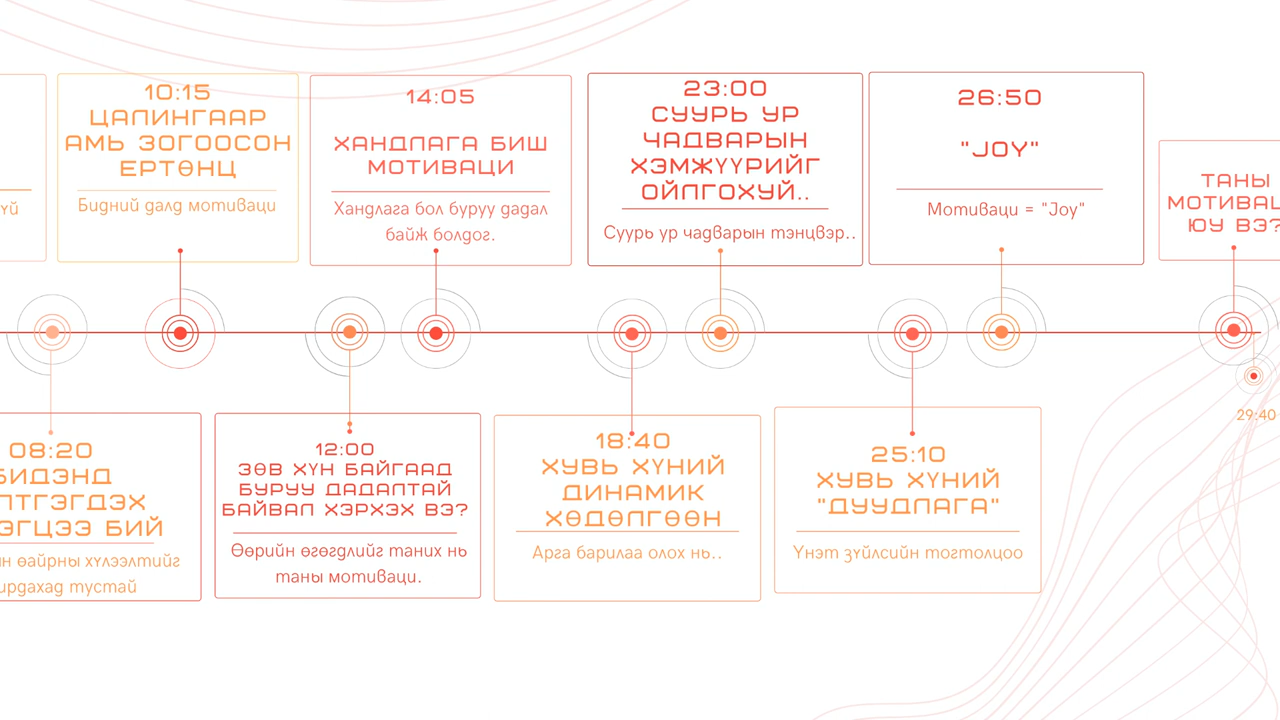 үй
10:15
ЦАЛИНГААР
АМЬ ЗОГООСОН
ЕРТӨНЦ
Бидний далд мотиваци
14:05
ХАНДЛАГА БИШ
МОТИВАЦИ
Хандлага бол буруу дадал
байж болдог.
23:00
СУУРЬ УР
ЧАДВАРЫН
ХЭМЖҮҮРИЙГ
ОЙЛГОХУЙ..
Суурь ур чадварын тэнцвэр..
26:50
"JOY"
Мотиваци = "Joy"
ТАНЫ
МОТИВАЦ
ЮУ ВЭ?
29:40
08:20
БИДЭНД
ЛТГЭГДЭХ
ЭГЦЭЭ БИЙ
н өайрны хүлээлтийг
ирдахад тустай
12:00
ЗӨВ ХҮН БАЙГААД
БУРУУ ДАДАЛТАЙ
БАЙВАЛ ХЭРХЭХ ВЭ?
Өөрийн өгөгдлийг таних нь
таны мотиваци.
18:40
ХУВЬ ХҮНИЙ
ДИНАМИК
ХӨДӨЛГӨӨН
Арга барилаа олох нь..
25:10
ХУВЬ ХҮНИЙ
"ДУУДЛАГА"
Үнэт зүйлсийн тогтолцоо